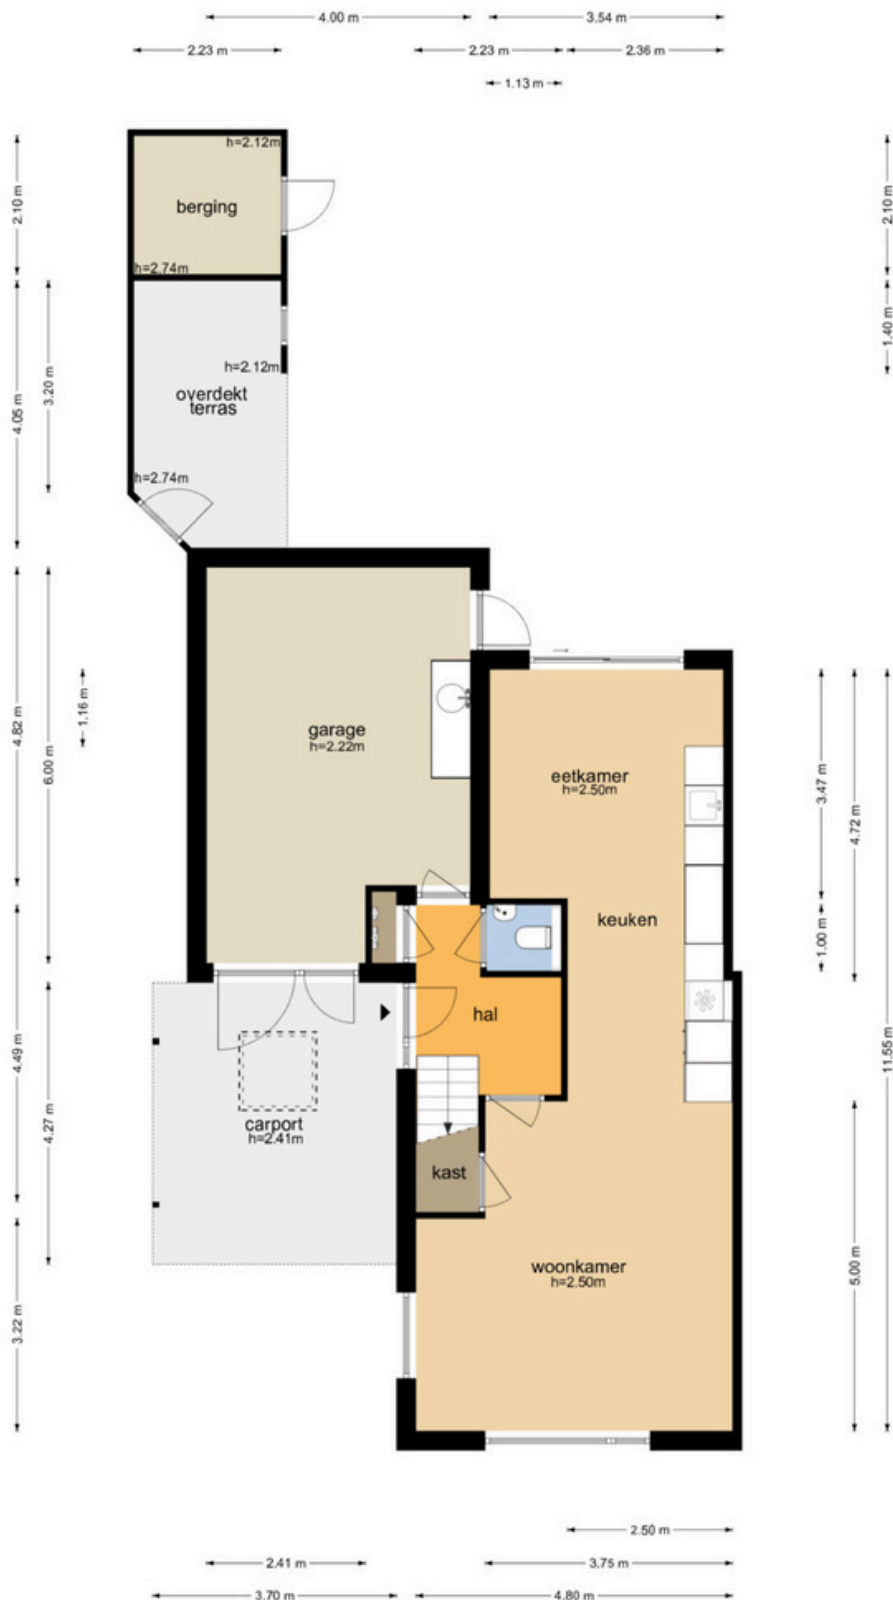 4.00 m
3.54 m
2.23 m
2.23 m
2.36 m
1.13 m
h=2.12m
berging
h=2.74m
2.10 m
2.10 m
1.40 m
3.20 m
4.05 m
h=2.12m
overdekt
terras
h=2.74m
garage
h=2.22m
4.82 m
6.00 m
1.16 m
eetkamer
h=2.50m
3.47 m
4.72 m
keuken
1.00 m
hal
11.55 m
carport
h=2.41m
4.49 m
4.27 m
kast
woonkamer
h=2.50m
5.00 m
3.22 m
2.50 m
2.41 m
3.75 m
3.70 m
4.80 m